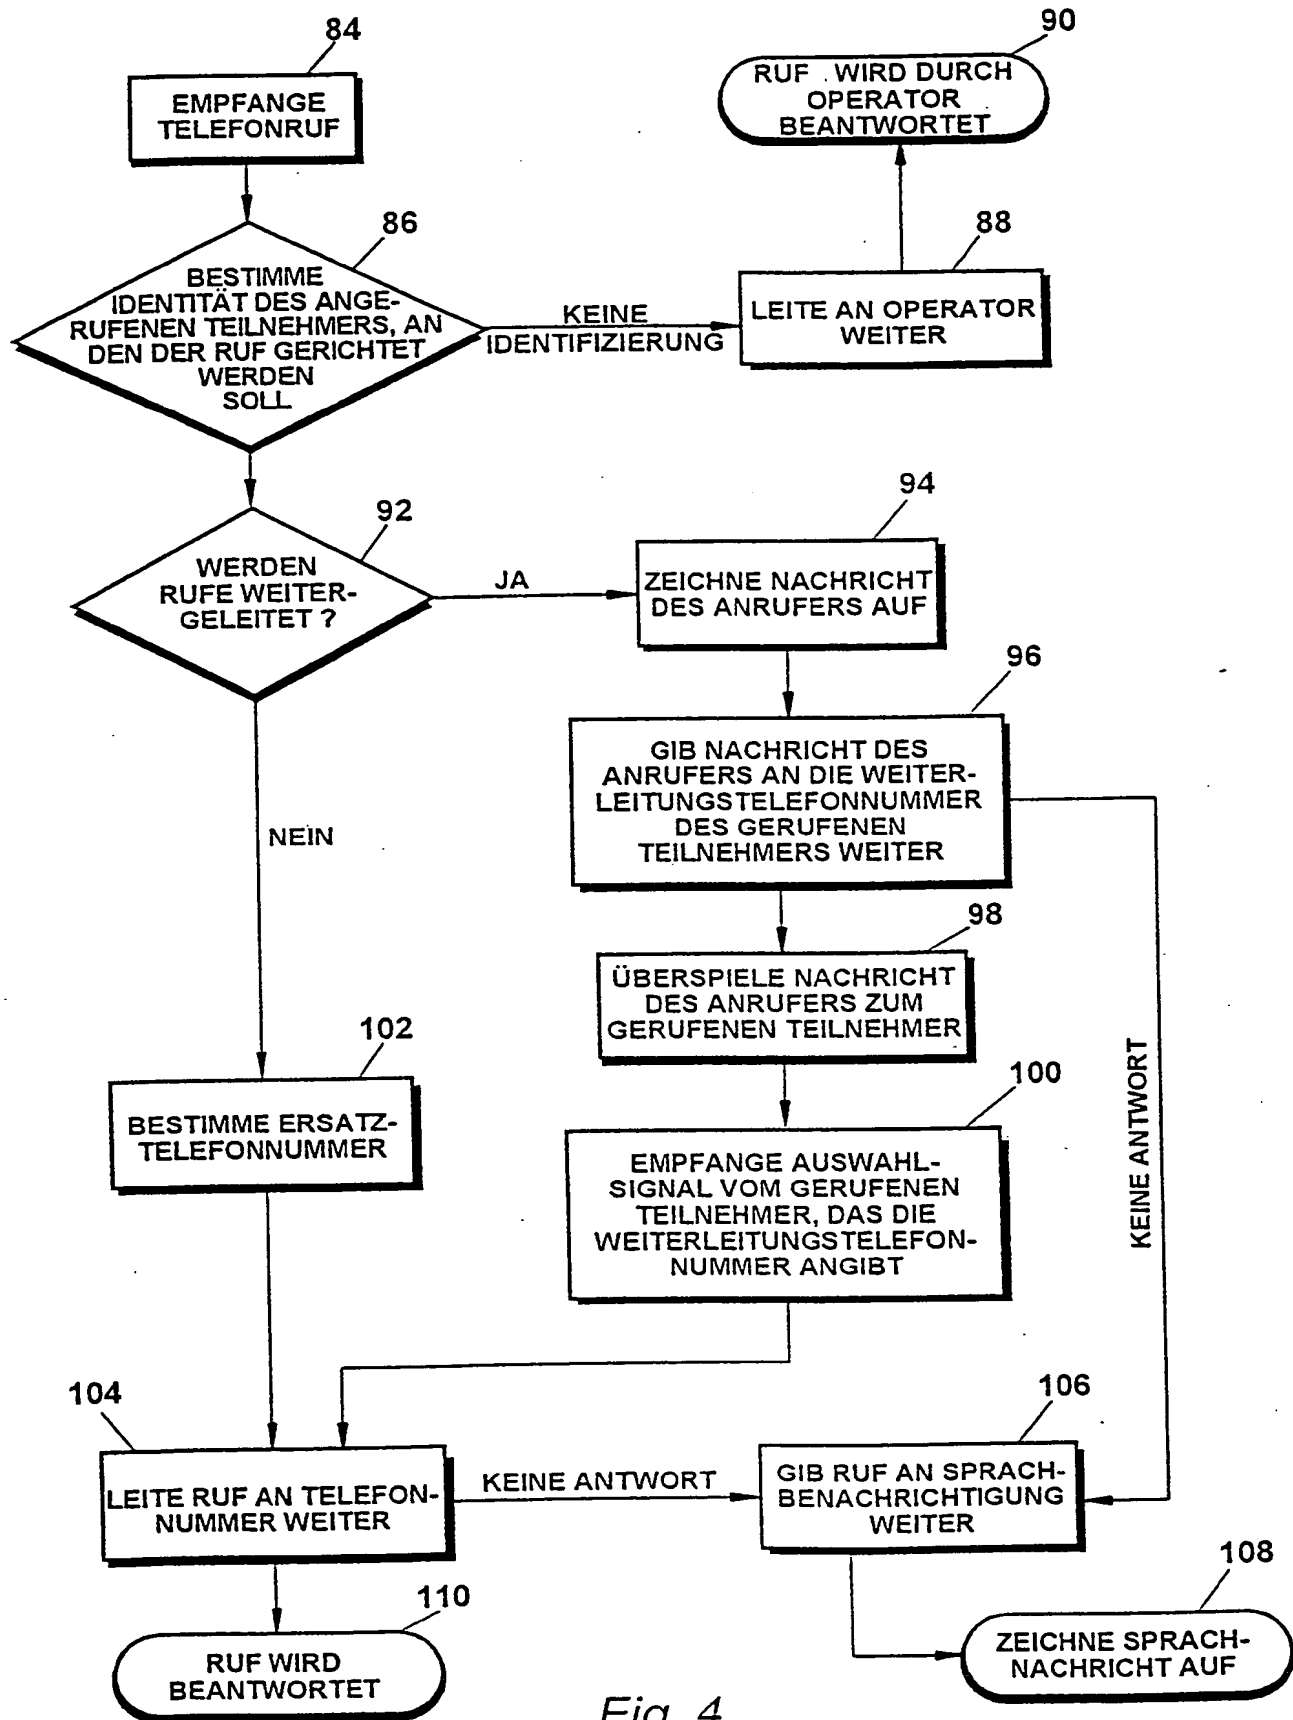 84
EMPFANGE
TELEFONRUF
90
RUF WIRD DURCH
OPERATOR
BEANTWORTET
86
BESTIMME
IDENTITÄT DES ANGE-
RUFENEN TEILNEHMERS, AN
DEN DER RUF GERICHTET
WERDEN
SOLL
KEINE
IDENTIFIZIERUNG
88
LEITE AN OPERATOR
WEITER
92
WERDEN
RUFE WEITER-
GELEITET ?
JA
94
ZEICHNE NACHRICHT
DES ANRUFERS AUF
96
GIB NACHRICHT DES
ANRUFERS AN DIE WEITER-
LEITUNGSTELEFONNUMMER
DES GERUFENEN
TEILNEHMERS WEITER
NEIN
98
ÜBERSPIELE NACHRICHT
DES ANRUFERS ZUM
GERUFENEN TEILNEHMER
102
BESTIMME ERSATZ-
TELEFONNUMMER
100
EMPFANGE AUSWAHL-
SIGNAL VOM GERUFENEN
TEILNEHMER, DAS DIE
WEITERLEITUNGSTELEFON-
NUMMER ANGIBT
KEINE ANTWORT
104
LEITE RUF AN TELEFON-
NUMMER WEITER
KEINE ANTWORT
106
GIB RUF AN SPRACH-
BENACHRICHTIGUNG
WEITER
110
RUF WIRD
BEANTWORTET
108
ZEICHNE SPRACH-
NACHRICHT AUF
Fig. 4